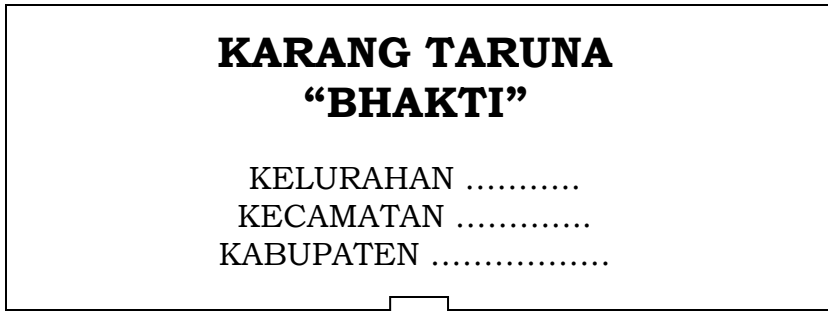 KARANG TARUNA
“BHAKTI”
KELURAHAN ...........
KECAMATAN .............
KABUPATEN .................